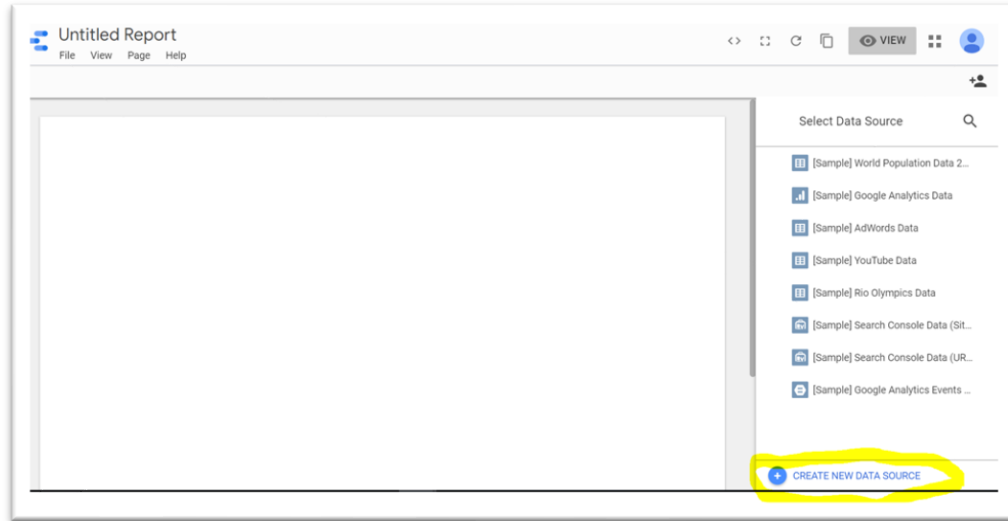 Untitled Report
File View Page Help
VIEW
Select Data Source
[Sample] World Population Data 2...
[Sample] Google Analytics Data
[Sample] AdWords Data
[Sample] YouTube Data
[Sample] Rio Olympics Data
[Sample] Search Console Data (Sit...
[Sample] Search Console Data (UR...
[Sample] Google Analytics Events ...
CREATE NEW DATA SOURCE